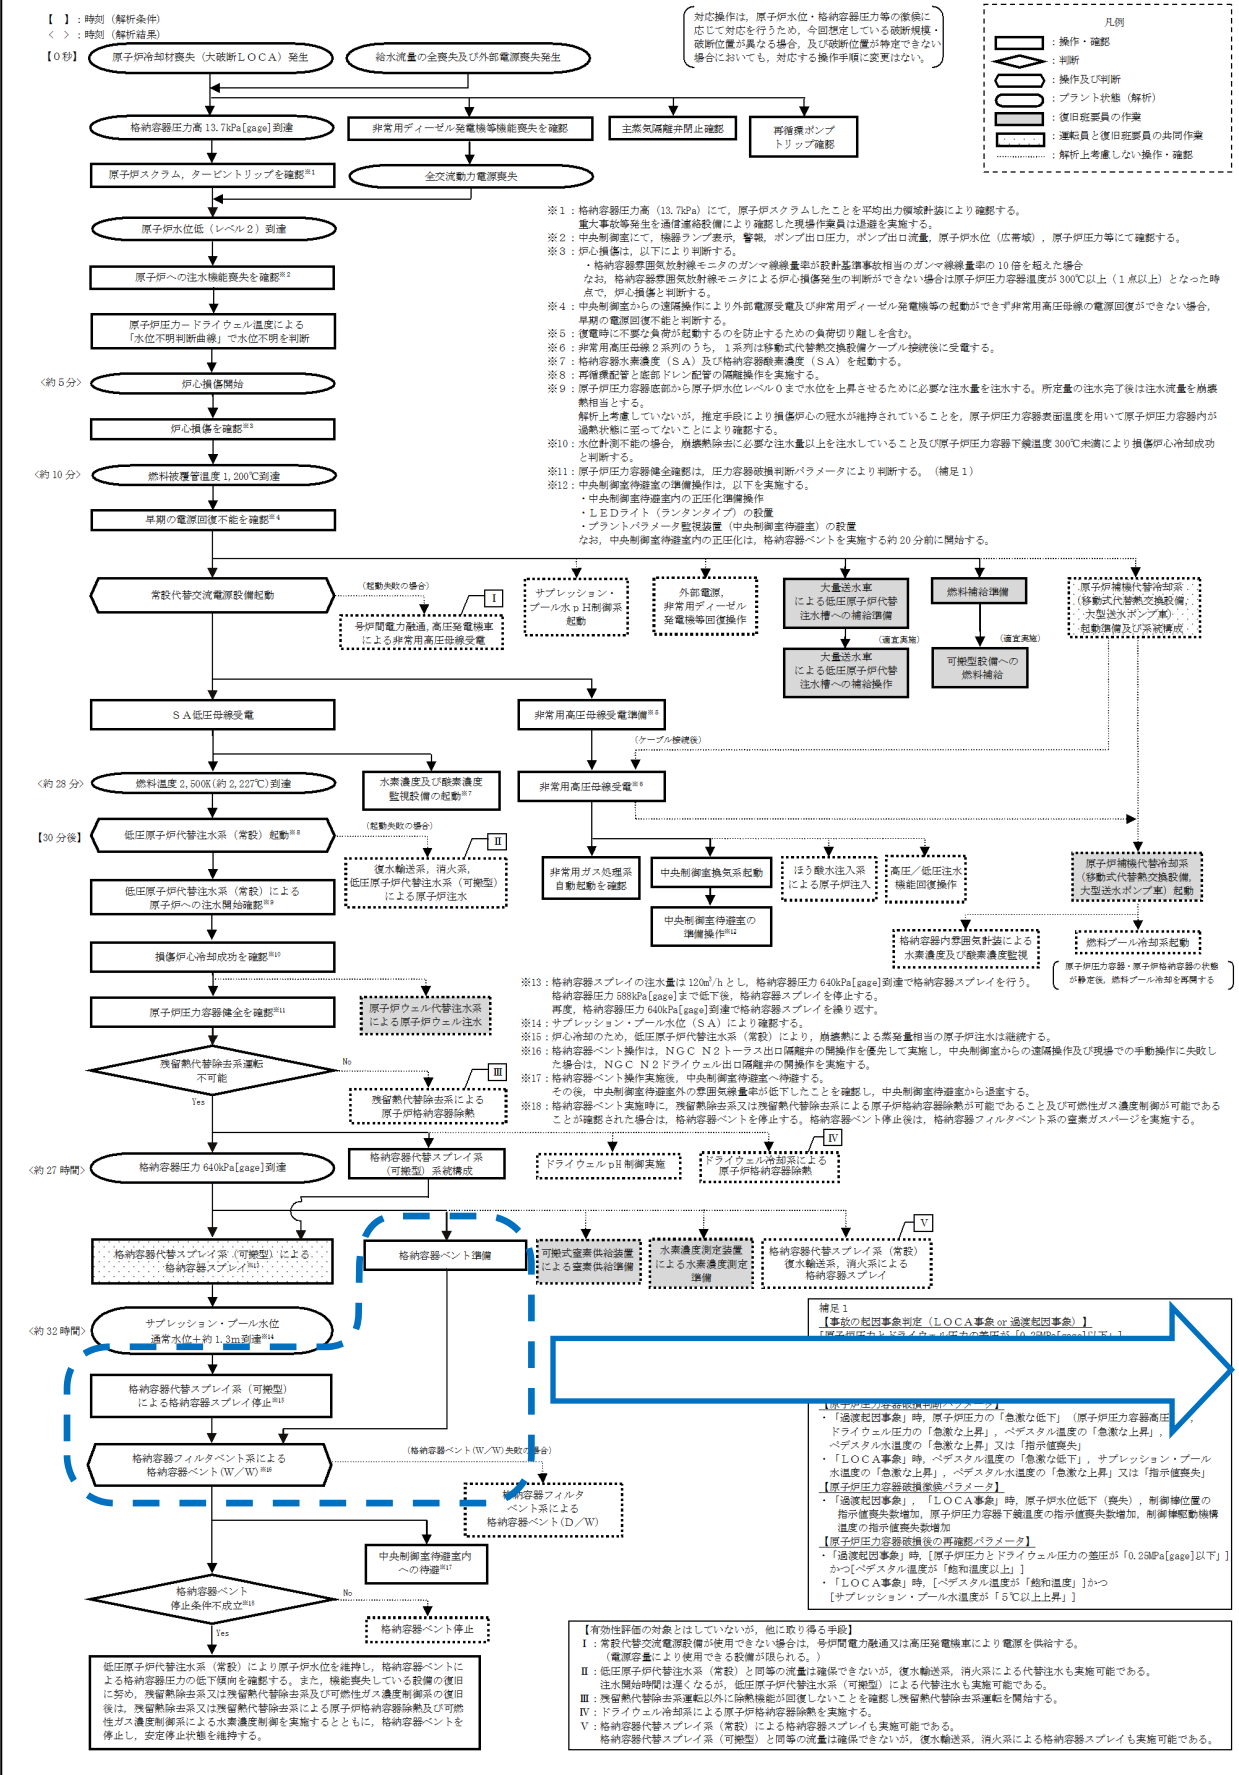 【　】：時刻（解析条件）
＜　＞：時刻（解析結果）
対応操作は，原子炉水位・格納容器圧力等の徴候に
応じて対応を行うため，今回想定している破断規模・
破断位置が異なる場合，及び破断位置が特定できない
場合においても，対応する操作手順に変更はない。
凡例
：操作・確認
：判断
：操作及び判断
：プラント状態（解析）
：復旧班要員の作業
：運転員と復旧班要員の共同作業
：解析上考慮しない操作・確認
【0秒】
原子炉冷却材喪失（大破断ＬＯＣＡ）発生
給水流量の全喪失及び外部電源喪失発生
格納容器圧力高 13.7kPa[gage]到達
非常用ディーゼル発電機等機能喪失を確認
主蒸気隔離弁閉止確認
再循環ポンプ
トリップ確認
原子炉スクラム，タービントリップを確認※1
全交流動力電源喪失
原子炉水位低（レベル２）到達
原子炉への注水機能喪失を確認※2
原子炉圧力－ドライウェル温度による
「水位不明判断曲線」で水位不明を判断
＜約５分＞
炉心損傷開始
炉心損傷を確認※3
＜約 10 分＞
燃料被覆管温度 1,200℃到達
早期の電源回復不能を確認※4
※１：格納容器圧力高（13.7kPa）にて，原子炉スクラムしたことを平均出力領域計装により確認する。
重大事故等発生を通信連絡設備により確認した現場作業員は退避を実施する。
※２：中央制御室にて，機器ランプ表示，警報，ポンプ出口圧力，ポンプ出口流量，原子炉水位（広帯域），原子炉圧力等にて確認する。
※３：炉心損傷は，以下により判断する。
・格納容器雰囲気放射線モニタのガンマ線線量率が設計基準事故相当のガンマ線線量率の 10 倍を超えた場合
なお，格納容器雰囲気放射線モニタによる炉心損傷発生の判断ができない場合は原子炉圧力容器温度が 300℃以上（１点以上）となった時
点で，炉心損傷と判断する。
※４：中央制御室からの遠隔操作により外部電源受電及び非常用ディーゼル発電機等の起動ができず非常用高圧母線の電源回復ができない場合，
早期の電源回復不能と判断する。
※５：復電時に不要な負荷が起動するのを防止するための負荷切り離しを含む。
※６：非常用高圧母線２系列のうち，１系列は移動式代替熱交換設備ケーブル接続後に受電する。
※７：格納容器水素濃度（ＳＡ）及び格納容器酸素濃度（ＳＡ）を起動する。
※８：再循環配管と底部ドレン配管の隔離操作を実施する。
※９：原子炉圧力容器底部から原子炉水位レベル０まで水位を上昇させるために必要な注水量を注水する。所定量の注水完了後は注水流量を崩壊
熱相当とする。
解析上考慮していないが，推定手段により損傷炉心の冠水が維持されていることを，原子炉圧力容器表面温度を用いて原子炉圧力容器内が
過熱状態に至ってないことにより確認する。
※10：水位計測不能の場合，崩壊熱除去に必要な注水量以上を注水していること及び原子炉圧力容器下鏡温度 300℃未満により損傷炉心冷却成功
と判断する。
※11：原子炉圧力容器健全確認は，圧力容器破損判断パラメータにより判断する。（補足１）
※12：中央制御室待避室の準備操作は，以下を実施する。
・中央制御室待避室内の正圧化準備操作
・ＬＥＤライト（ランタンタイプ）の設置
・プラントパラメータ監視装置（中央制御室待避室）の設置
なお，中央制御室待避室内の正圧化は，格納容器ベントを実施する約 20 分前に開始する。
常設代替交流電源設備起動
（起動失敗の場合）
Ⅰ
号炉間電力融通，高圧発電機車
による非常用高圧母線受電
サプレッション・
プール水ｐＨ制御系
起動
外部電源，
非常用ディーゼル
発電機等回復操作
大量送水車
による低圧原子炉代替
注水槽への補給準備
（適宜実施）
大量送水車
による低圧原子炉代替
注水槽への補給操作
燃料補給準備
（適宜実施）
可搬型設備への
燃料補給
原子炉補機代替冷却系
（移動式代替熱交換設備，
大型送水ポンプ車）
起動準備及び系統構成
ＳＡ低圧母線受電
非常用高圧母線受電準備※5
（ケーブル接続後）
＜約 28 分＞
燃料温度 2,500K(約 2,227℃)到達
水素濃度及び酸素濃度
監視設備の起動※7
非常用高圧母線受電※6
【30 分後】
低圧原子炉代替注水系（常設）起動※8
（起動失敗の場合）
Ⅱ
復水輸送系，消火系，
低圧原子炉代替注水系（可搬型）
による原子炉注水
低圧原子炉代替注水系（常設）による
原子炉への注水開始確認※9
非常用ガス処理系
自動起動を確認
中央制御室換気系起動
中央制御室待避室の
準備操作※12
ほう酸水注入系
による原子炉注入
高圧／低圧注水
機能回復操作
原子炉補機代替冷却系
（移動式代替熱交換設備，
大型送水ポンプ車）起動
格納容器内雰囲気計装による
水素濃度及び酸素濃度監視
燃料プール冷却系起動
原子炉圧力容器・原子炉格納容器の状態
が静定後，燃料プール冷却を再開する
損傷炉心冷却成功を確認※10
原子炉圧力容器健全を確認※11
原子炉ウェル代替注水系
による原子炉ウェル注水
残留熱代替除去系運転
不可能
No
Yes
Ⅲ
残留熱代替除去系による
原子炉格納容器除熱
※13：格納容器スプレイの注水量は 120m³/h とし，格納容器圧力 640kPa[gage]到達で格納容器スプレイを行う。
格納容器圧力 588kPa[gage]まで低下後，格納容器スプレイを停止する。
再度，格納容器圧力 640kPa[gage]到達で格納容器スプレイを繰り返す。
※14：サプレッション・プール水位（ＳＡ）により確認する。
※15：炉心冷却のため，低圧原子炉代替注水系（常設）により，崩壊熱による蒸発量相当の原子炉注水は継続する。
※16：格納容器ベント操作は，ＮＧＣ Ｎ２トーラス出口隔離弁の開操作を優先して実施し，中央制御室からの遠隔操作及び現場での手動操作に失敗し
た場合は，ＮＧＣ Ｎ２ドライウェル出口隔離弁の開操作を実施する。
※17：格納容器ベント操作実施後，中央制御室待避室へ待避する。
その後，中央制御室待避室外の雰囲気線量率が低下したことを確認し，中央制御室待避室から退室する。
※18：格納容器ベント実施時に，残留熱除去系又は残留熱代替除去系による原子炉格納容器除熱が可能であること及び可燃性ガス濃度制御が可能である
ことが確認された場合は，格納容器ベントを停止する。格納容器ベント停止後は，格納容器フィルタベント系の窒素ガスパージを実施する。
＜約 27 時間＞
格納容器圧力 640kPa[gage]到達
格納容器代替スプレイ系
（可搬型）系統構成
ドライウェルｐＨ制御実施
Ⅳ
ドライウェル冷却系による
原子炉格納容器除熱
格納容器代替スプレイ系（可搬型）による
格納容器スプレイ※13
格納容器ベント準備
可搬式窒素供給装置
による窒素供給準備
水素濃度測定装置
による水素濃度測定
準備
Ⅴ
格納容器代替スプレイ系（常設）
復水輸送系，消火系による
格納容器スプレイ
＜約 32 時間＞
サプレッション・プール水位
通常水位＋約 1.3m到達※14
格納容器代替スプレイ系（可搬型）
による格納容器スプレイ停止※15
格納容器フィルタベント系による
格納容器ベント(Ｗ／Ｗ)※16
（格納容器ベント(Ｗ／Ｗ)失敗の場合）
格納容器フィルタ
ベント系による
格納容器ベント(Ｄ／Ｗ)
中央制御室待避室内
への待避※17
格納容器ベント
停止条件不成立※18
No
Yes
格納容器ベント停止
低圧原子炉代替注水系（常設）により原子炉水位を維持し，格納容器ベントに
よる格納容器圧力の低下傾向を確認する。また，機能喪失している設備の復旧
に努め，残留熱除去系又は残留熱代替除去系及び可燃性ガス濃度制御系の復旧
後は，残留熱除去系又は残留熱代替除去系による原子炉格納容器除熱及び可燃
性ガス濃度制御系による水素濃度制御を実施するとともに，格納容器ベントを
停止し，安定停止状態を維持する。
補足１
【事故の起因事象判定（ＬＯＣＡ事象 or 過渡起因事象）】
[原子炉圧力とドライウェル圧力の差圧が「0.25MPa[gage]以下」]
【原子炉圧力容器破損判断パラメータ】
・「過渡起因事象」時，原子炉圧力の「急激な低下」（原子炉圧力容器高圧
ドライウェル圧力の「急激な上昇」，ペデスタル温度の「急激な上昇」，
ペデスタル水温度の「急激な上昇」又は「指示値喪失」
・「ＬＯＣＡ事象」時，ペデスタル温度の「急激な低下」，サプレッション・プール
水温度の「急激な上昇」，ペデスタル水温度の「急激な上昇」又は「指示値喪失」
【原子炉圧力容器破損徴候パラメータ】
・「過渡起因事象」，「ＬＯＣＡ事象」時，原子炉水位低下（喪失），制御棒位置の
指示値喪失数増加，原子炉圧力容器下鏡温度の指示値喪失数増加，制御棒駆動機構
温度の指示値喪失数増加
【原子炉圧力容器破損後の再確認パラメータ】
・「過渡起因事象」時，[原子炉圧力とドライウェル圧力の差圧が「0.25MPa[gage]以下」]
かつ[ペデスタル温度が「飽和温度以上」]
・「ＬＯＣＡ事象」時，[ペデスタル温度が「飽和温度」]かつ
[サプレッション・プール水温度が「５℃以上上昇」]
【有効性評価の対象とはしていないが，他に取り得る手段】
Ⅰ：常設代替交流電源設備が使用できない場合は，号炉間電力融通又は高圧発電機車により電源を供給する。
（電源容量により使用できる設備が限られる。）
Ⅱ：低圧原子炉代替注水系（常設）と同等の流量は確保できないが，復水輸送系，消火系による代替注水も実施可能である。
注水開始時間は遅くなるが，低圧原子炉代替注水系（可搬型）による代替注水も実施可能である。
Ⅲ：残留熱代替除去系運転以外に除熱機能が回復しないことを確認し残留熱代替除去系運転を開始する。
Ⅳ：ドライウェル冷却系による原子炉格納容器除熱を実施する。
Ⅴ：格納容器代替スプレイ系（常設）による格納容器スプレイも実施可能である。
格納容器代替スプレイ系（可搬型）と同等の流量は確保できないが，復水輸送系，消火系による格納容器スプレイも実施可能である。